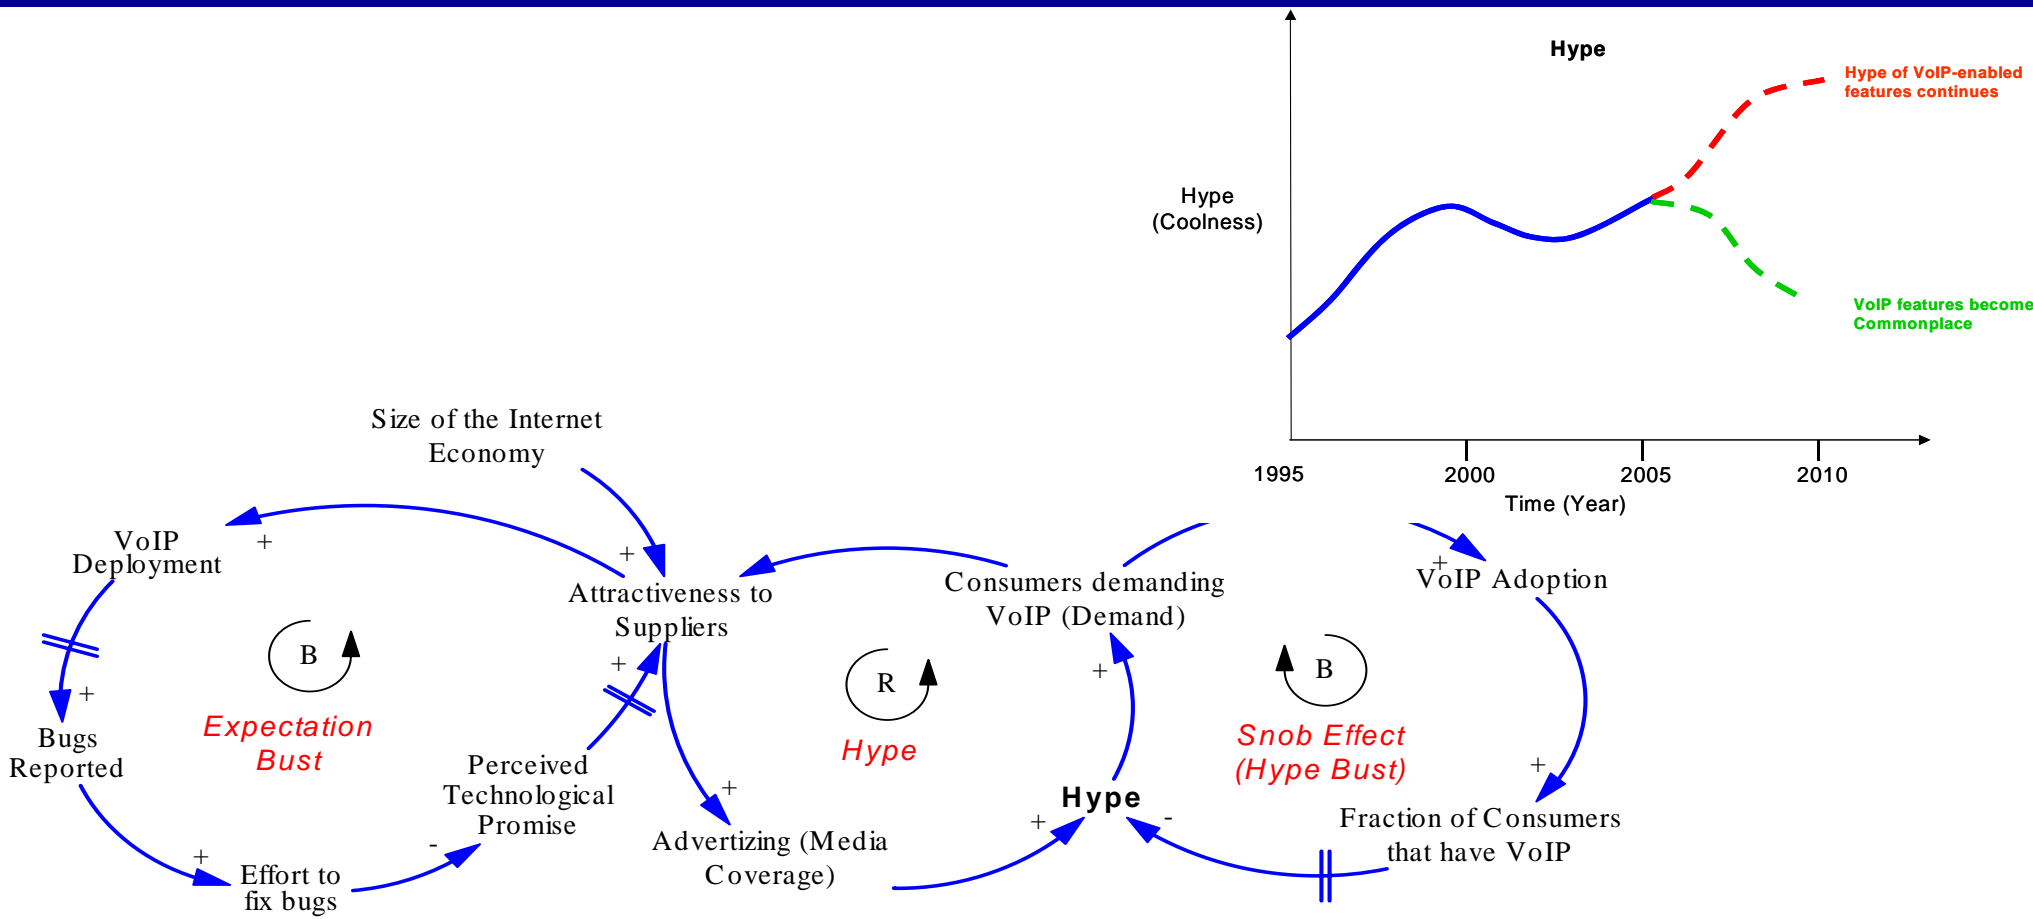 Hype
Hype of VoIP-enabled
features continues
Hype
(Coolness)
VoIP features become
Commonplace
1995
2000
2005
2010
Time (Year)
Size of the Internet
Economy
+
+
+
VoIP
Deployment
Attractiveness to
Suppliers
Consumers demanding
VoIP (Demand)
VoIP Adoption
B
R
B
+
+
+
Expectation
Bust
Hype
Snob Effect
(Hype Bust)
Bugs
Reported
Perceived
Technological
Promise
+
+
Hype
+
-
Advertizing (Media
Coverage)
Fraction of Consumers
that have VoIP
+
-
Effort to
fix bugs